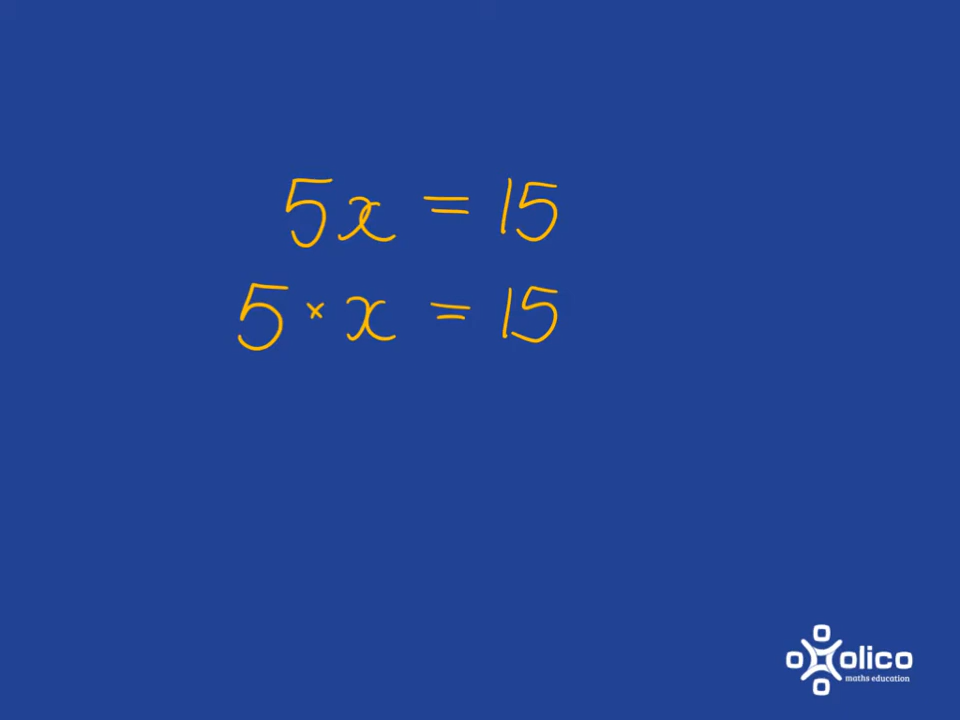 5x = 15
5 × x = 15
olico
maths education